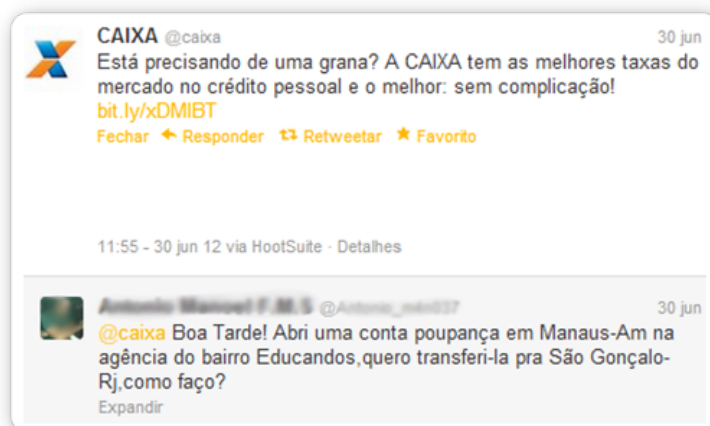 CAIXA @caixa 30 jun
Está precisando de uma grana? A CAIXA tem as melhores taxas do
mercado no crédito pessoal e o melhor: sem complicação!
bit.ly/xDMIBT
Fechar Responder Retweetar Favorito
11:55 - 30 jun 12 via HootSuite · Detalhes
30 jun
@caixa Boa Tarde! Abri uma conta poupança em Manaus-Am na
agência do bairro Educandos,quero transferi-la pra São Gonçalo-
Rj,como faço?
Expandir